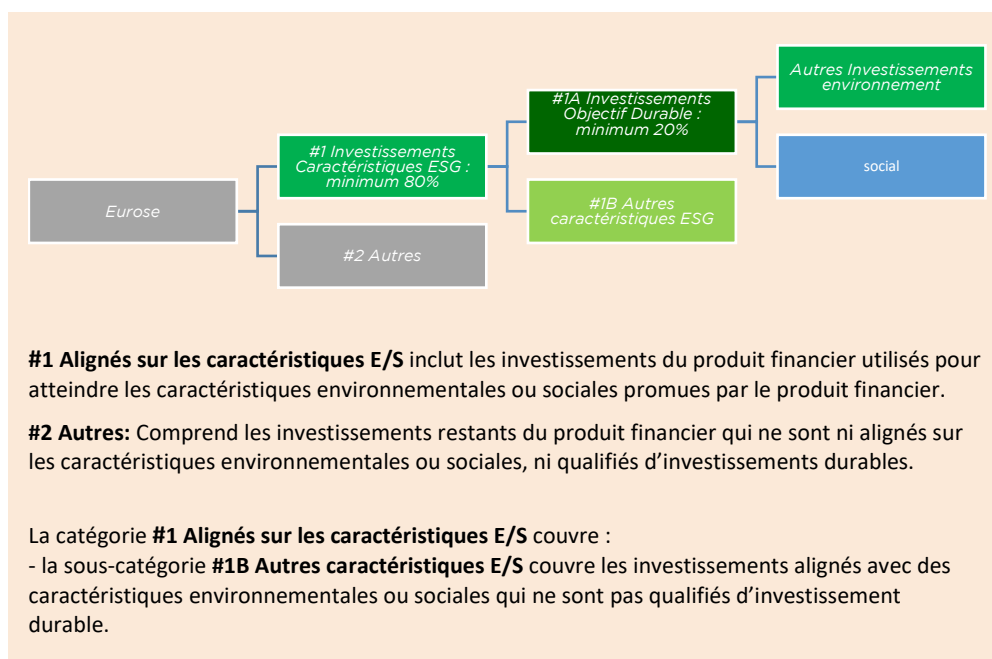 Eurose
#1 Investissements
Caractéristiques ESG :
minimum 80%
#2 Autres
#1A Investissements
Objectif Durable :
minimum 20%
#1B Autres
caractéristiques ESG
Autres Investissements
environnement
social
#1 Alignés sur les caractéristiques E/S inclut les investissements du produit financier utilisés pour
atteindre les caractéristiques environnementales ou sociales promues par le produit financier.
#2 Autres: Comprend les investissements restants du produit financier qui ne sont ni alignés sur
les caractéristiques environnementales ou sociales, ni qualifiés d’investissements durables.
La catégorie #1 Alignés sur les caractéristiques E/S couvre :
- la sous-catégorie #1B Autres caractéristiques E/S couvre les investissements alignés avec des
caractéristiques environnementales ou sociales qui ne sont pas qualifiés d’investissement
durable.